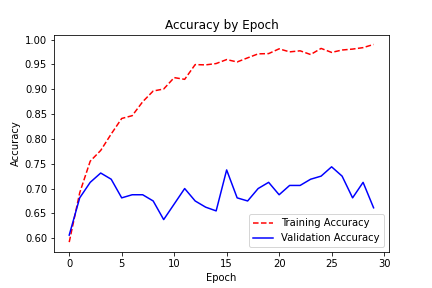 Accuracy by Epoch
1.00
0.95
0.90
0.85
0.80
0.75
0.70
0.65
0.60
Accuracy
Training Accuracy
Validation Accuracy
0 5 10 15 20 25 30
Epoch